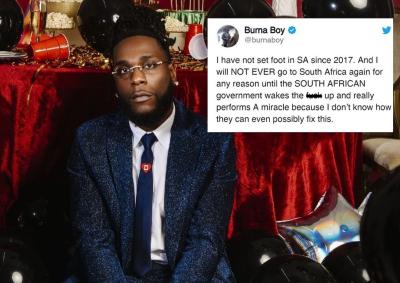 Burna Boy
@burnaboy
I have not set foot in SA since 2017. And I
will NOT EVER go to South Africa again for
any reason until the SOUTH AFRICAN
government wakes the fuck up and really
performs A miracle because I don't know how
they can even possibly fix this.